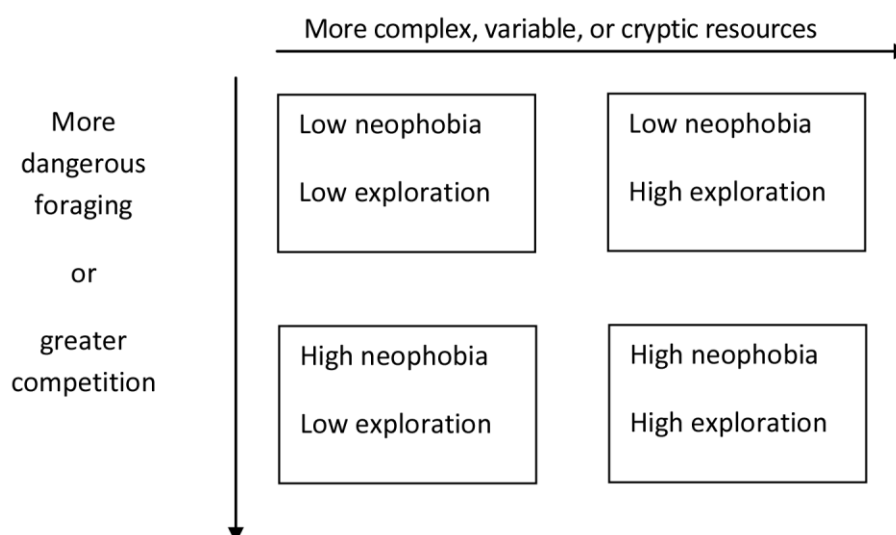 More complex, variable, or cryptic resources
More
dangerous
foraging
or
greater
competition
Low neophobia
Low exploration
Low neophobia
High exploration
High neophobia
Low exploration
High neophobia
High exploration